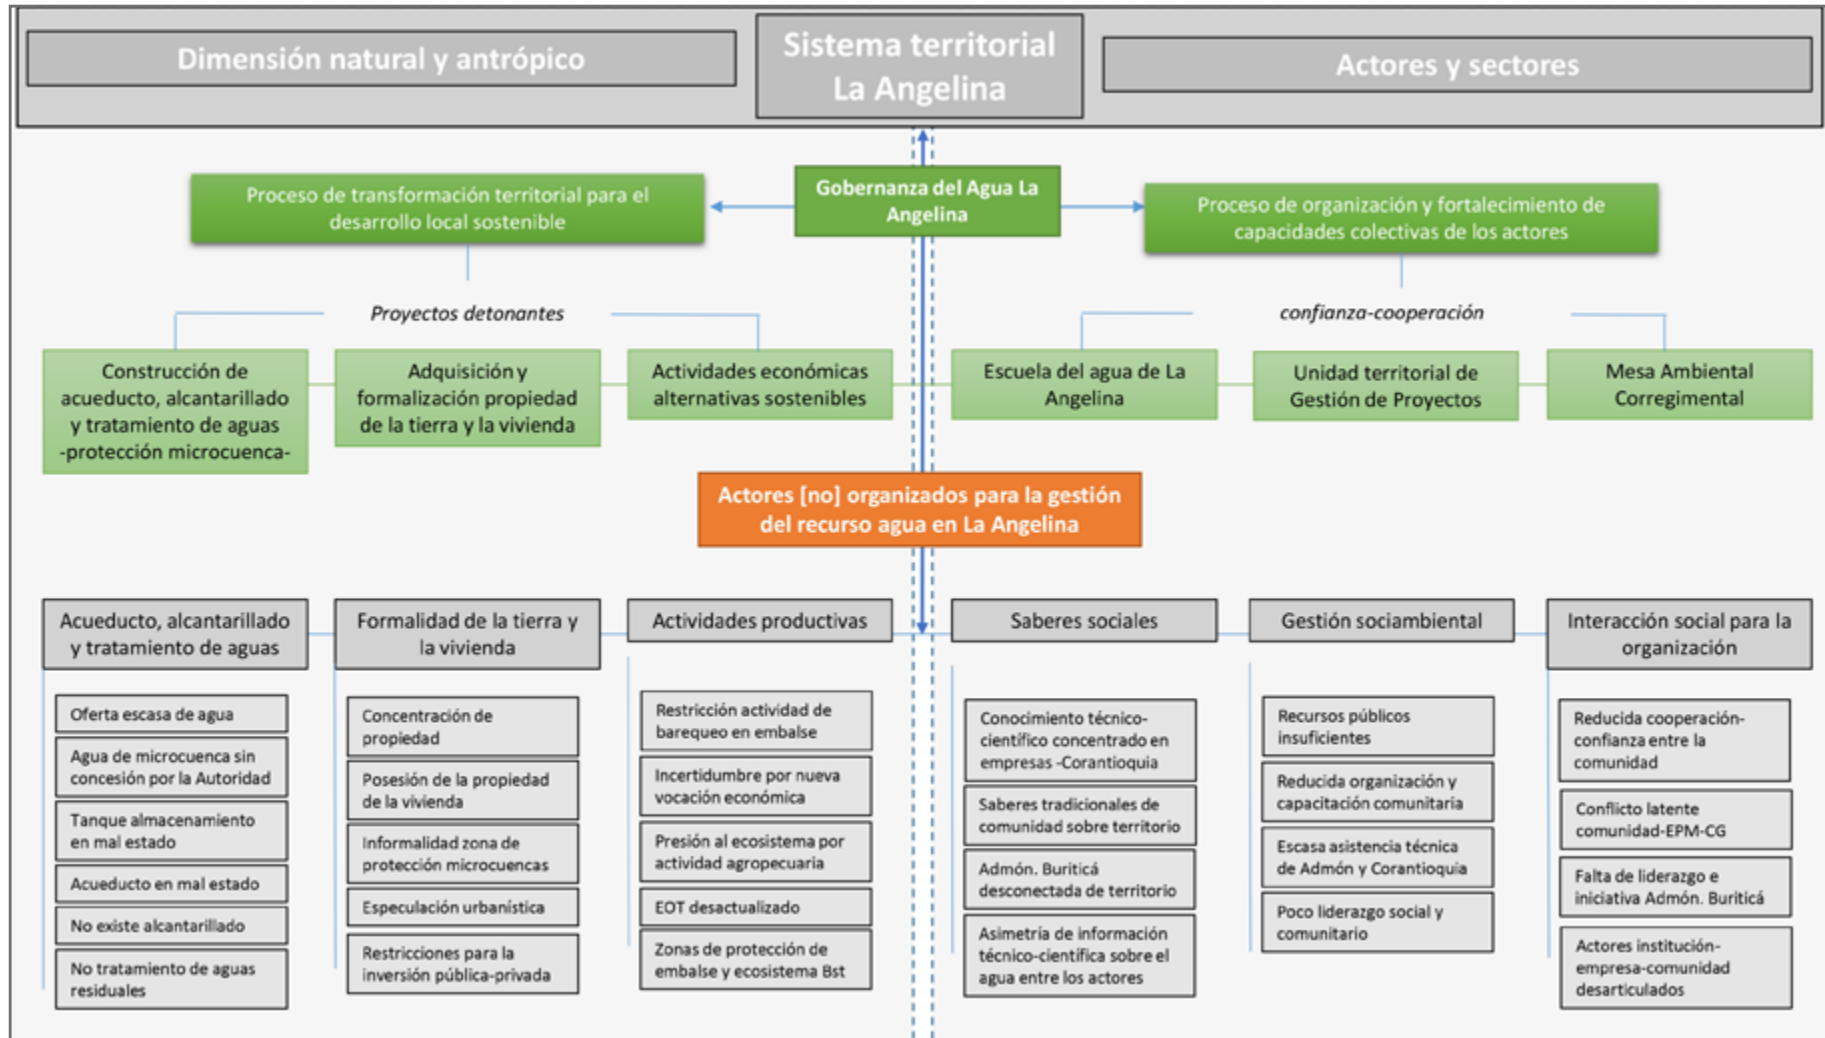 Dimensión natural y antrópico
Sistema territorial
La Angelina
Actores y sectores
Gobernanza del Agua La
Angelina
Proceso de transformación territorial para el
desarrollo local sostenible
Proceso de organización y fortalecimiento de
capacidades colectivas de los actores
Proyectos detonantes
confianza-cooperación
Construcción de
acueducto, alcantarillado
y tratamiento de aguas
-protección microcuenca-
Adquisición y
formalización propiedad
de la tierra y la vivienda
Actividades económicas
alternativas sostenibles
Escuela del agua de La
Angelina
Unidad territorial de
Gestión de Proyectos
Mesa Ambiental
Corregimental
Actores [no] organizados para la gestión
del recurso agua en La Angelina
Acueducto, alcantarillado
y tratamiento de aguas
Oferta escasa de agua
Agua de microcuenca sin
concesión por la Autoridad
Tanque almacenamiento
en mal estado
Acueducto en mal estado
No existe alcantarillado
No tratamiento de aguas
residuales
Formalidad de la tierra y
la vivienda
Concentración de
propiedad
Posesión de la propiedad
de la vivienda
Informalidad zona de
protección microcuencas
Especulación urbanística
Restricciones para la
inversión pública-privada
Actividades productivas
Restricción actividad de
barequeo en embalse
Incertidumbre por nueva
vocación económica
Presión al ecosistema por
actividad agropecuaria
EOT desactualizado
Zonas de protección de
embalse y ecosistema Bst
Saberes sociales
Conocimiento técnico-
científico concentrado en
empresas -Corantioquia
Saberes tradicionales de
comunidad sobre territorio
Admón. Buriticá
desconectada de territorio
Asimetría de información
técnico-científica sobre el
agua entre los actores
Gestión sociambiental
Recursos públicos
insuficientes
Reducida organización y
capacitación comunitaria
Escasa asistencia técnica
de Admón y Corantioquia
Poco liderazgo social y
comunitario
Interacción social para la
organización
Reducida cooperación-
confianza entre la
comunidad
Conflicto latente
comunidad-EPM-CG
Falta de liderazgo e
iniciativa Admón. Buriticá
Actores institución-
empresa-comunidad
desarticulados